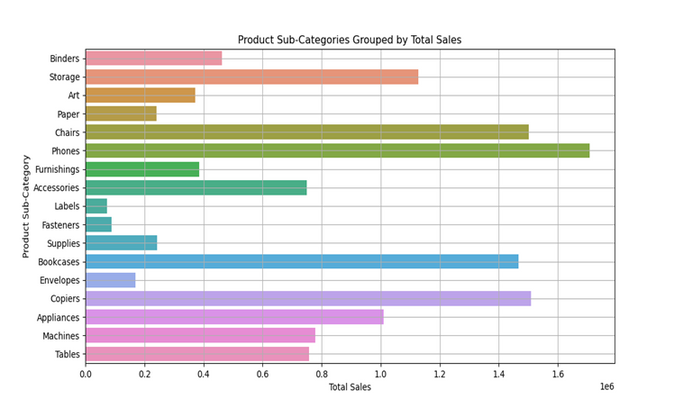 Product Sub-Categories Grouped by Total Sales
Product Sub-Category
Binders
Storage
Art
Paper
Chairs
Phones
Furnishings
Accessories
Labels
Fasteners
Supplies
Bookcases
Envelopes
Copiers
Appliances
Machines
Tables
0.0 0.2 0.4 0.6 0.8 1.0 1.2 1.4 1.6
1e6
Total Sales